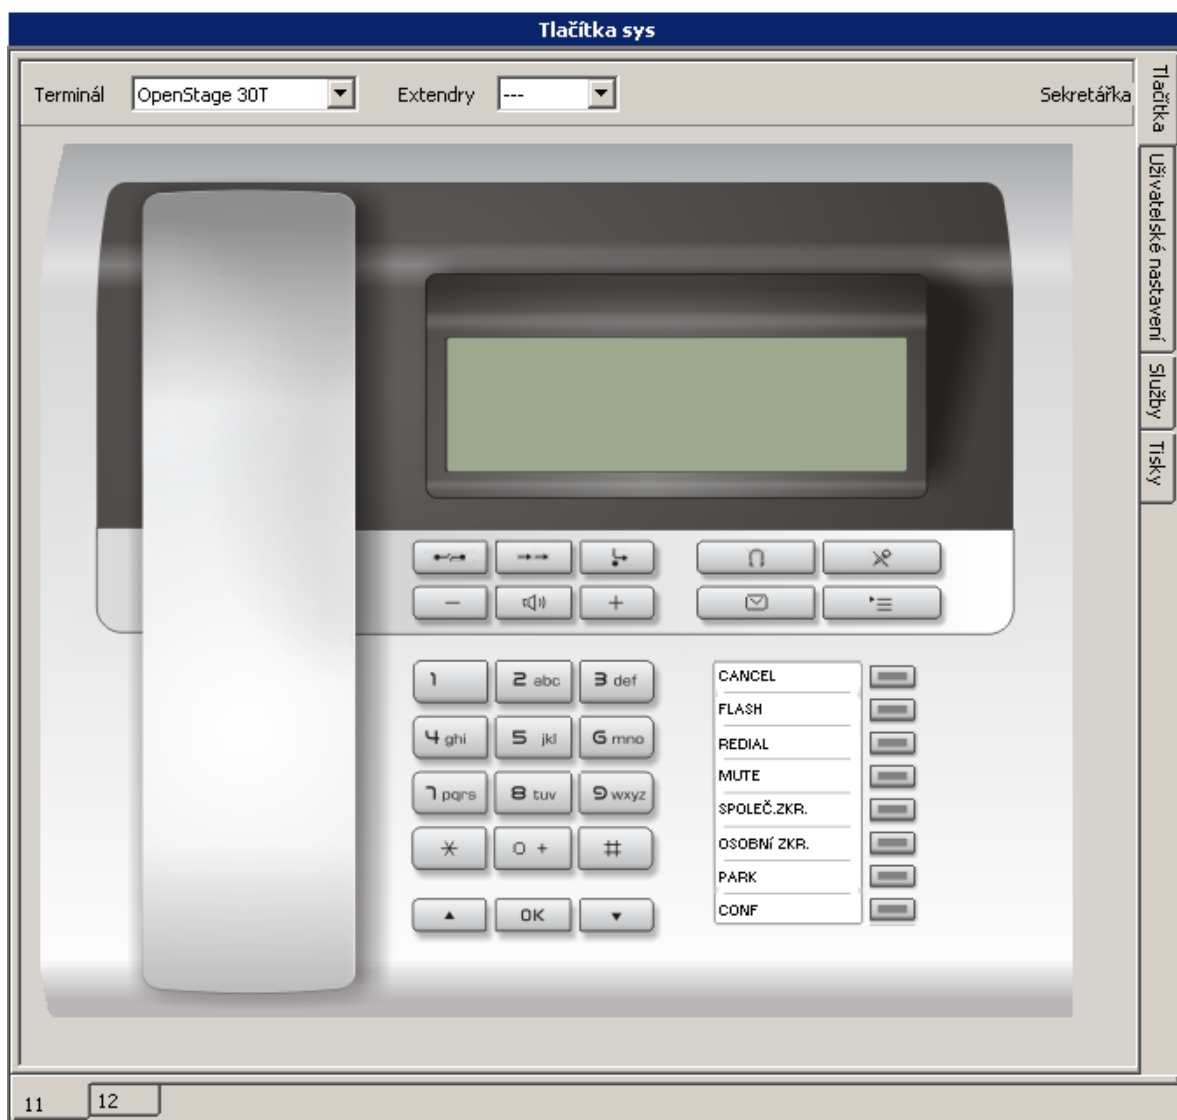 Tlačítka sys
Terminál OpenStage 30T Extendry --- Sekretářka
Tlačítka
Uživatelské nastavení
Služby
Tisky
1 2 abc 3 def
4 ghi 5 jkl 6 mno
7 pqrs 8 tuv 9 wxyz
* 0 + #
OK
CANCEL
FLASH
REDIAL
MUTE
SPOLEČ.ZKR.
OSOBNÍ ZKR.
PARK
CONF
11 12